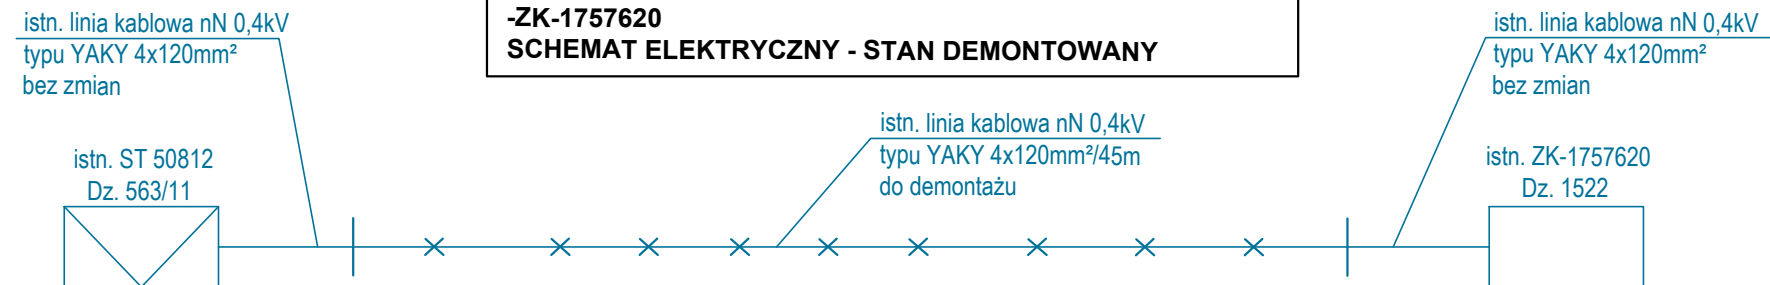 istn. linia kablowa nN 0,4kV
typu YAKY 4x120mm²
bez zmian
-ZK-1757620
SCHEMAT ELEKTRYCZNY - STAN DEMONTOWANY
istn. linia kablowa nN 0,4kV
typu YAKY 4x120mm²
bez zmian
istn. linia kablowa nN 0,4kV
typu YAKY 4x120mm²/45m
do demontażu
istn. ST 50812
Dz. 563/11
istn. ZK-1757620
Dz. 1522